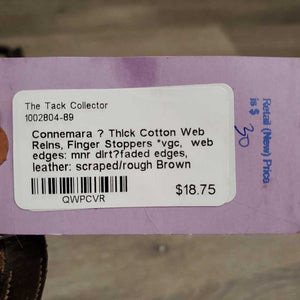 The Tack Collector
1002804-89
Connemara ? Thick Cotton Web
Reins, Finger Stoppers *vgc, web
edges: mnr dirt?faded edges,
leather: scraped/rough Brown
QWPCVR
$18.75
Retail (New) Price
is $ 30